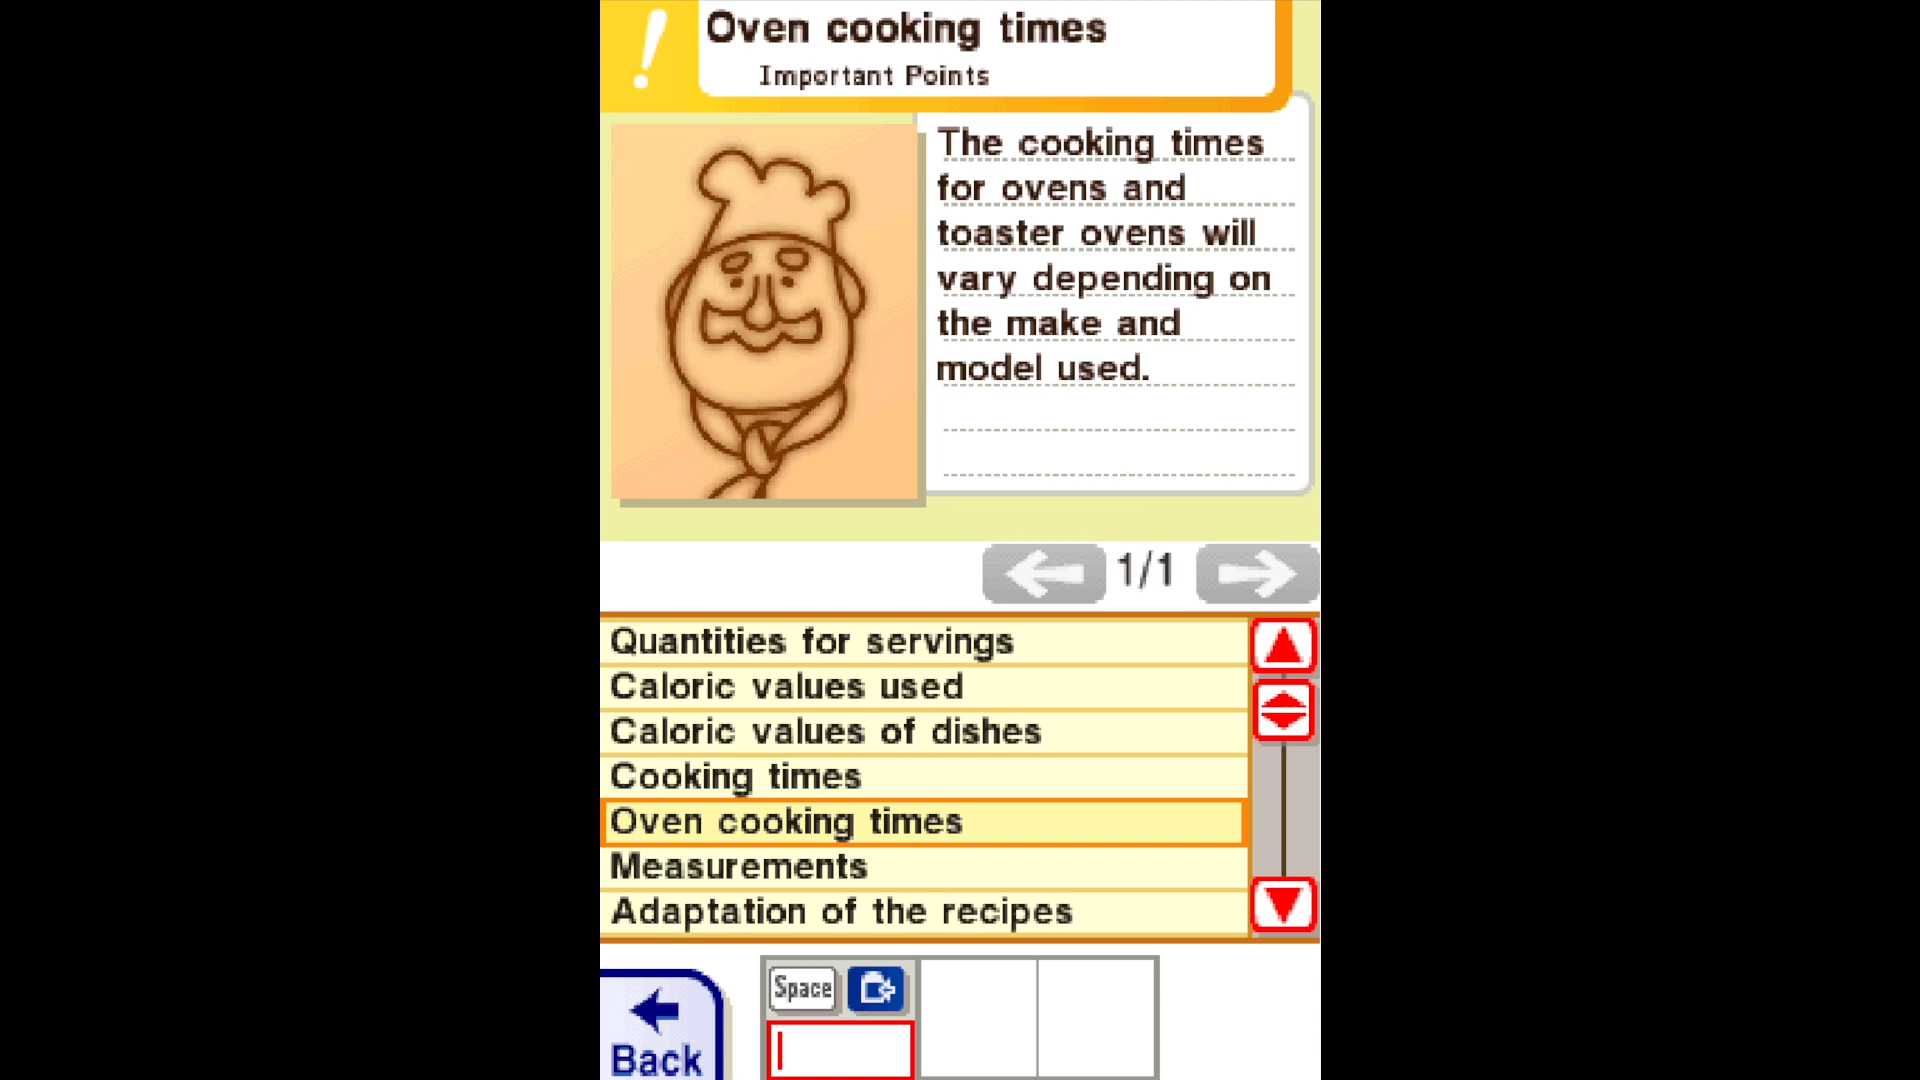 Oven cooking times
Important Points
The cooking times
for ovens and
toaster ovens will
vary depending on
the make and
model used.
1/1
Quantities for servings
Caloric values used
Caloric values of dishes
Cooking times
Oven cooking times
Measurements
Adaptation of the recipes
Space
Back